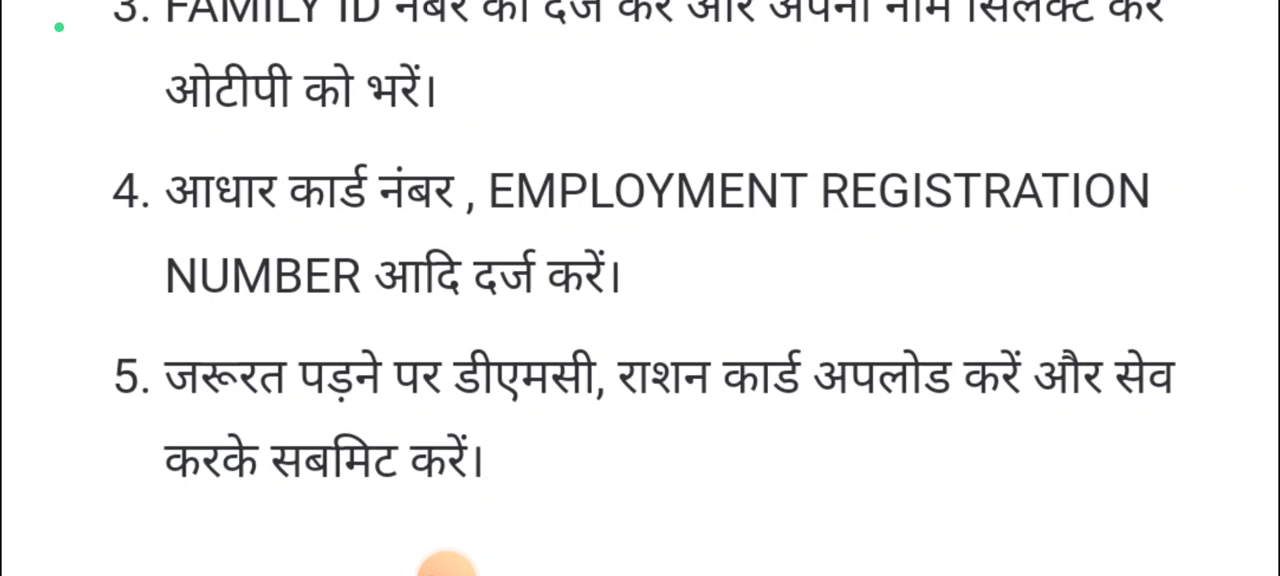 3. FAMILY ID नंबर को दर्ज करें और अपना नाम सिलेक्ट करें
ओटीपी को भरें।
4. आधार कार्ड नंबर , EMPLOYMENT REGISTRATION
NUMBER आदि दर्ज करें।
5. जरूरत पड़ने पर डीएमसी, राशन कार्ड अपलोड करें और सेव
करके सबमिट करें।